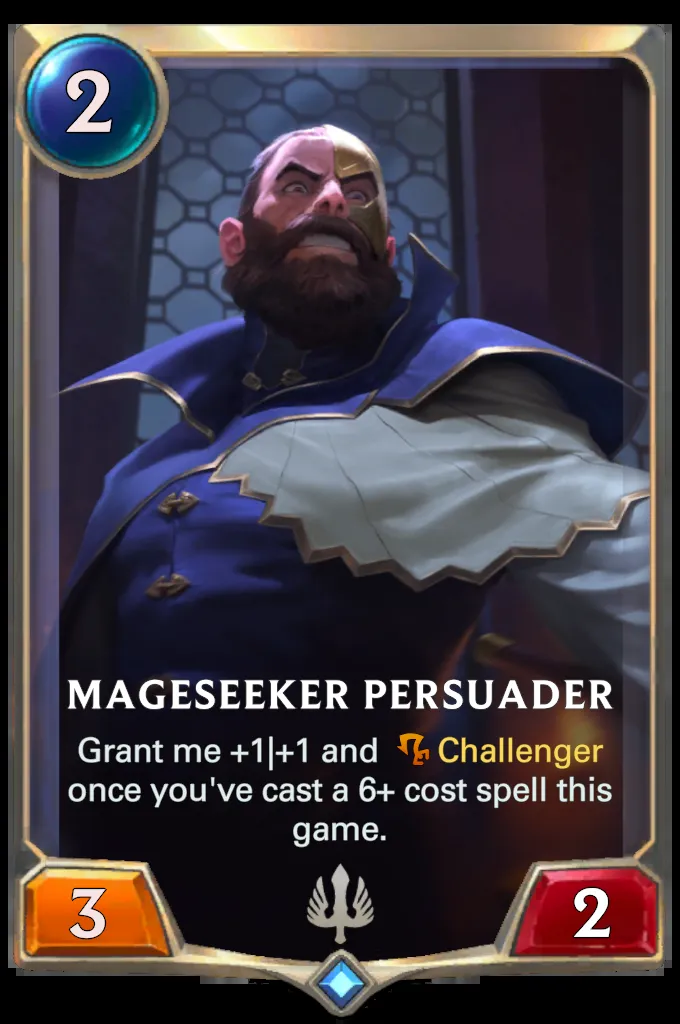 2
MAGESEEKER PERSUADER
Grant me +1|+1 and Challenger
once you've cast a 6+ cost spell this
game.
3
2